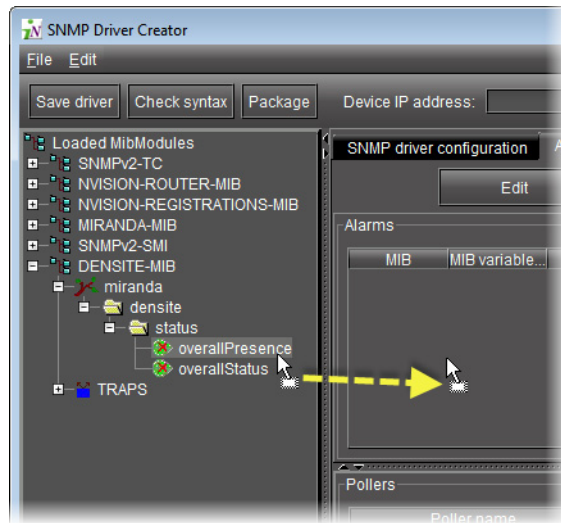 SNMP Driver Creator
File Edit
Save driver Check syntax Package Device IP address:
Loaded MibModules
SNMPv2-TC
NVISION-ROUTER-MIB
NVISION-REGISTRATIONS-MIB
MIRANDA-MIB
SNMPv2-SMI
DENSITE-MIB
miranda
densite
status
overallPresence
overallStatus
TRAPS
SNMP driver configuration A
Edit
Alarms
MIB MIB variable...
Pollers
Poller name